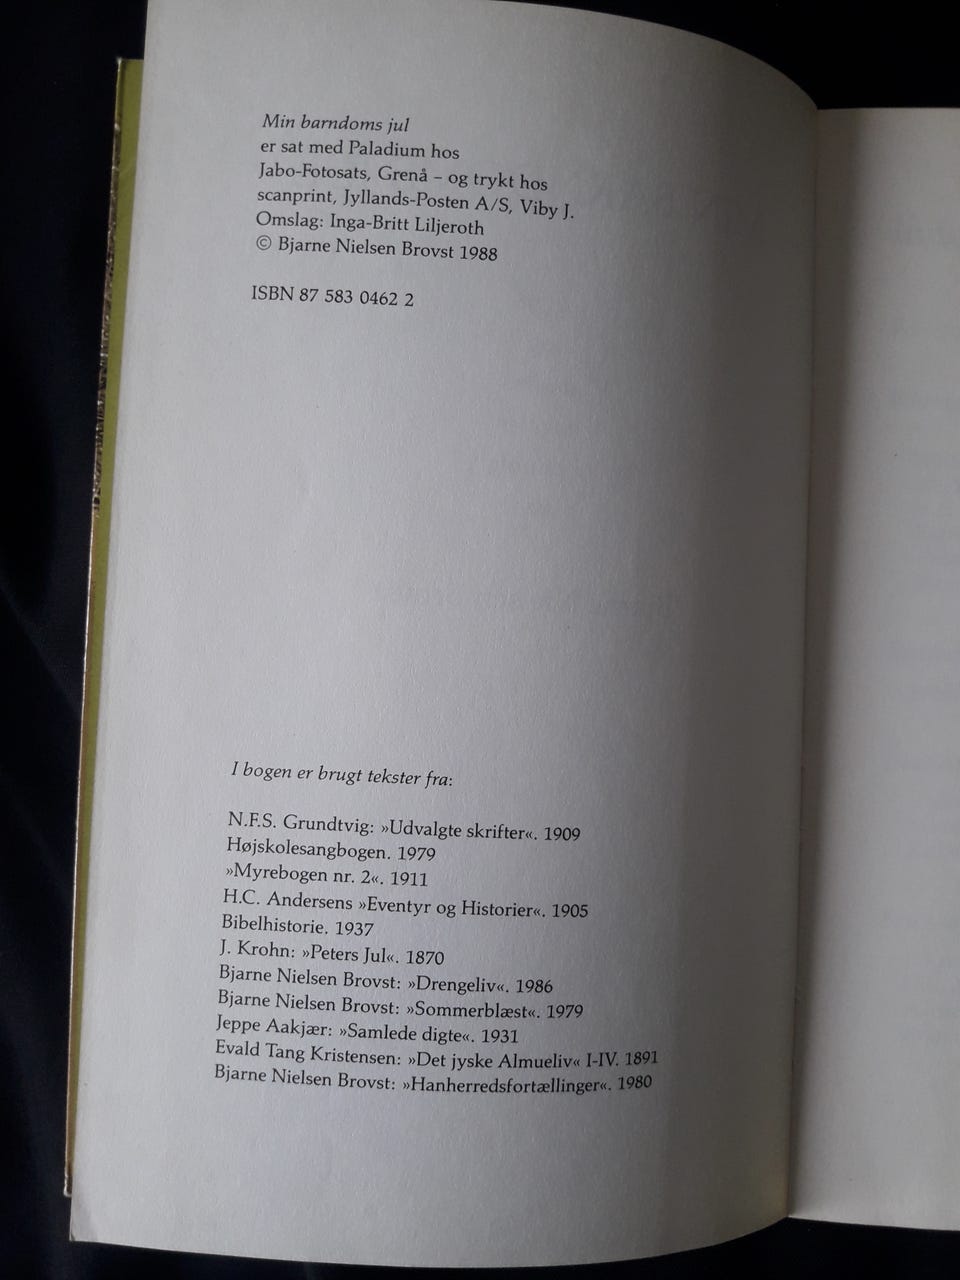 Min barndoms jul
er sat med Paladium hos
Jabo-Fotosats, Grenå – og trykt hos
scanprint, Jyllands-Posten A/S, Viby J.
Omslag: Inga-Britt Liljeroth
© Bjarne Nielsen Brovst 1988
ISBN 87 583 0462 2
I bogen er brugt tekster fra:
N.F.S. Grundtvig: »Udvalgte skrifter«. 1909
Højskolesangbogen. 1979
»Myrebogen nr. 2«. 1911
H.C. Andersens »Eventyr og Historier«. 1905
Bibelhistorie. 1937
J. Krohn: »Peters Jul«. 1870
Bjarne Nielsen Brovst: »Drengeliv«. 1986
Bjarne Nielsen Brovst: »Sommerblæst«. 1979
Jeppe Aakjær: »Samlede digte«. 1931
Evald Tang Kristensen: »Det jyske Almueliv« I-IV. 1891
Bjarne Nielsen Brovst: »Hanherredsfortællinger«. 1980